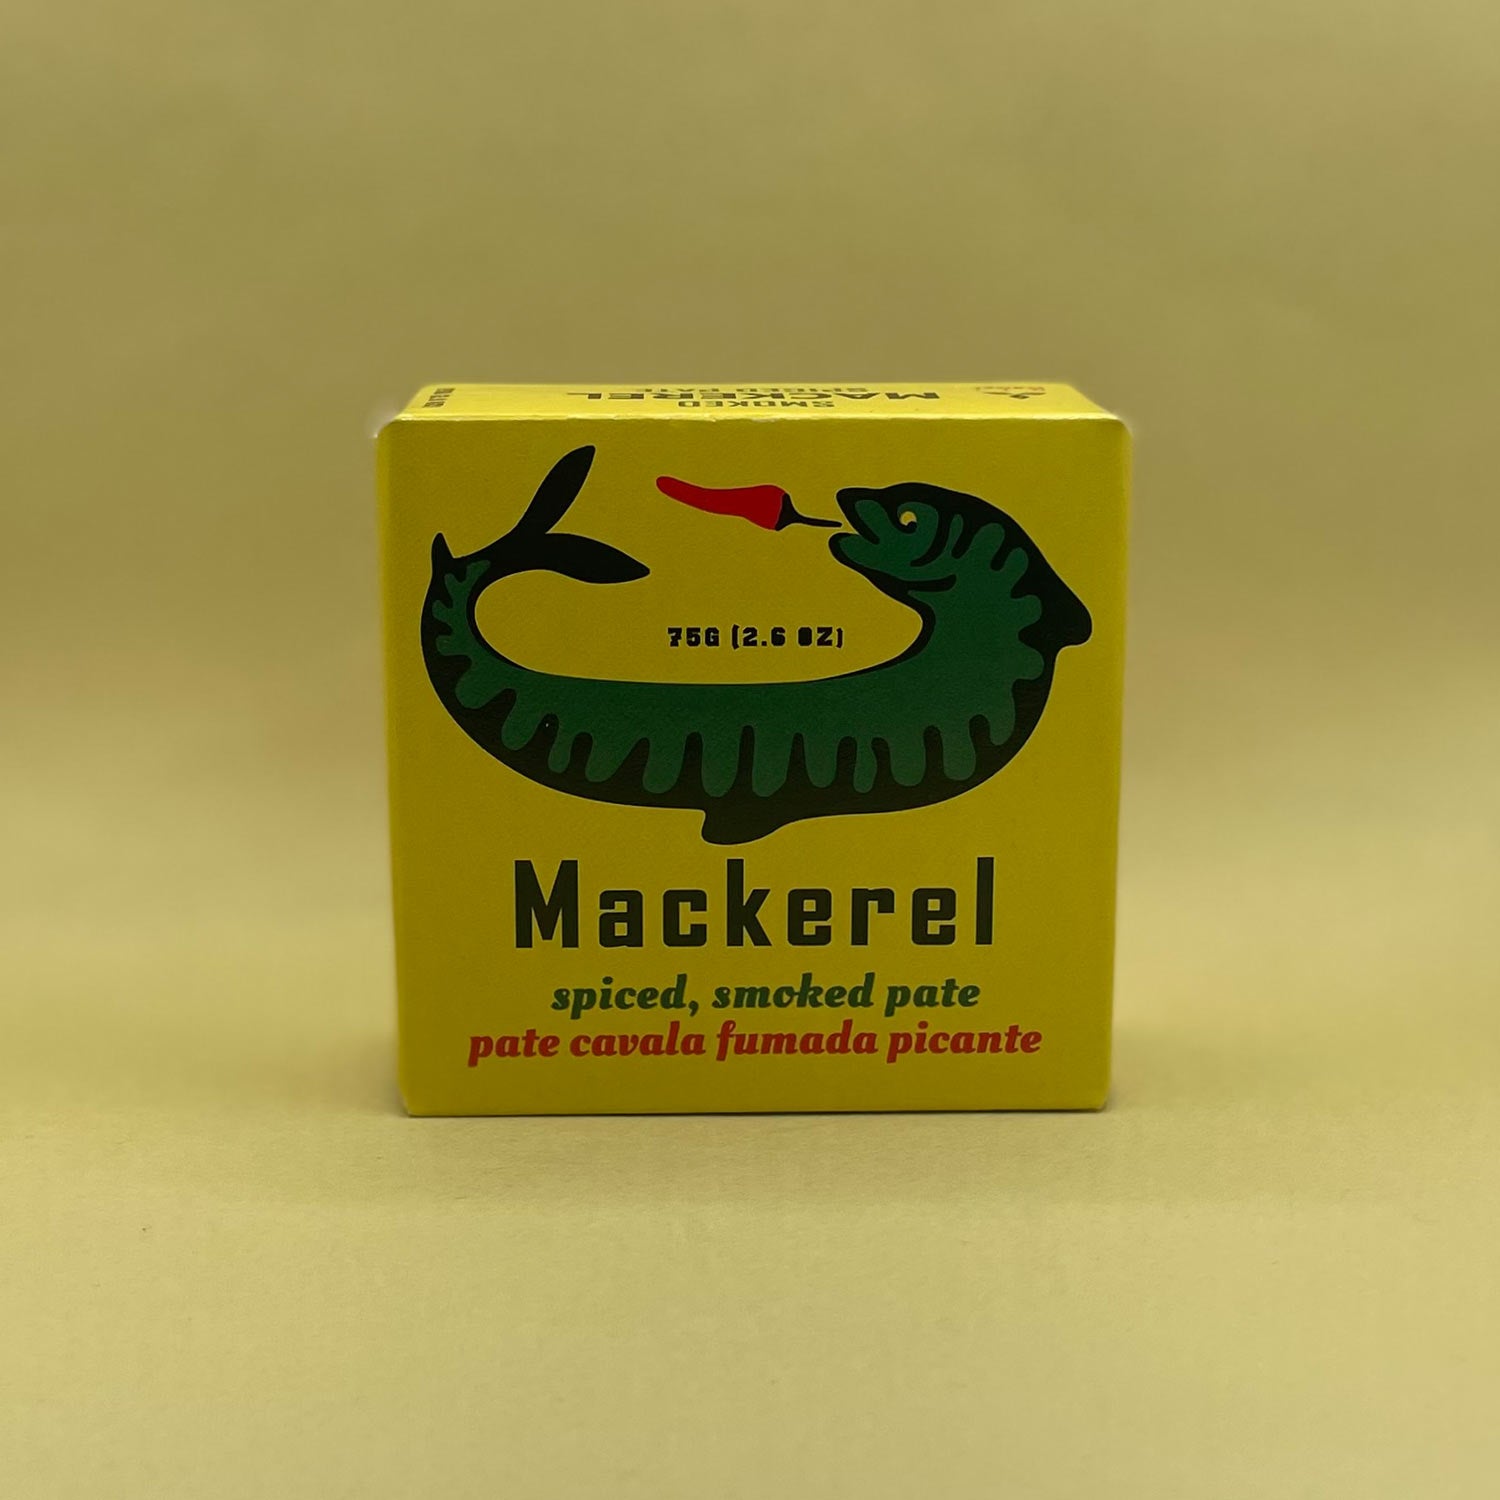 SMOKED
MACKEREL
SPICED PATE
75G (2.6 OZ)
Mackerel
spiced, smoked pate
pate cavala fumada picante